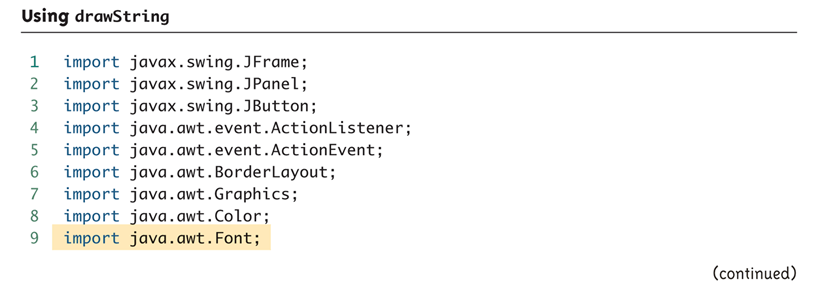 Using drawString
1 import javax.swing.JFrame;
2 import javax.swing.JPanel;
3 import javax.swing.JButton;
4 import java.awt.event.ActionListener;
5 import java.awt.event.ActionEvent;
6 import java.awt.BorderLayout;
7 import java.awt.Graphics;
8 import java.awt.Color;
9 import java.awt.Font;
(continued)